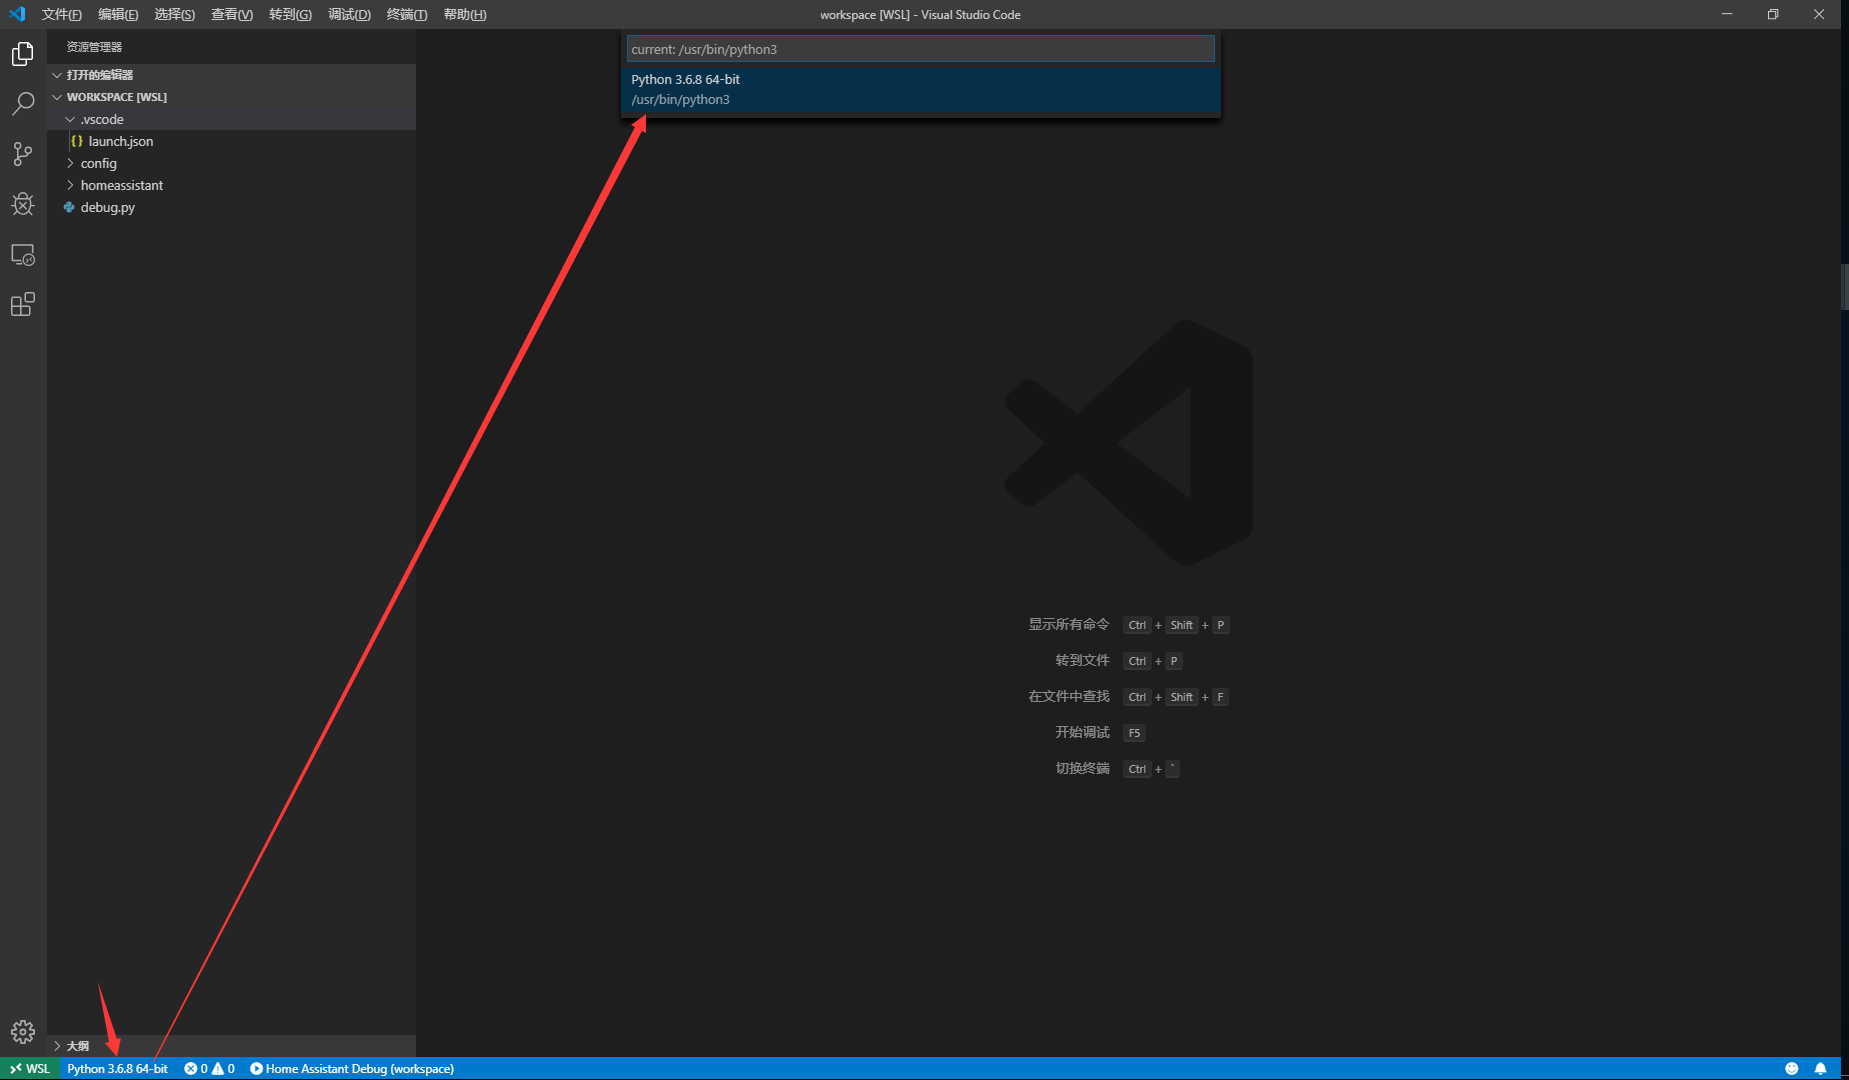 文件(F) 编辑(E) 选择(S) 查看(V) 转到(G) 调试(D) 终端(T) 帮助(H)
workspace [WSL] - Visual Studio Code
资源管理器
打开的编辑器
WORKSPACE [WSL]
.vscode
{} launch.json
config
homeassistant
debug.py
大纲
current: /usr/bin/python3
Python 3.6.8 64-bit
/usr/bin/python3
显示所有命令 Ctrl + Shift + P
转到文件 Ctrl + P
在文件中查找 Ctrl + Shift + F
开始调试 F5
切换终端 Ctrl + `
WSL Python 3.6.8 64-bit 0 0 Home Assistant Debug (workspace)